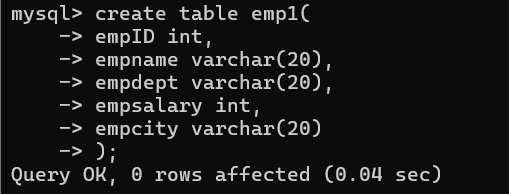 mysql> create table emp1(
    -> empID int,
    -> empname varchar(20),
    -> empdept varchar(20),
    -> empsalary int,
    -> empcity varchar(20)
    -> );
Query OK, 0 rows affected (0.04 sec)